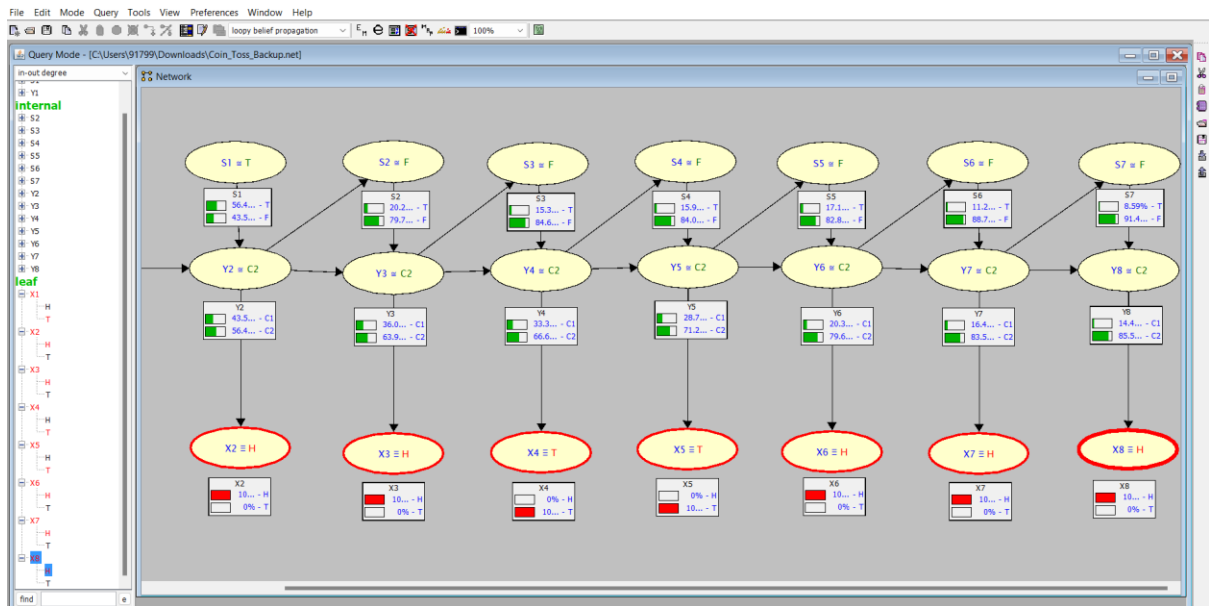 File Edit Mode Query Tools View Preferences Window Help
loopy belief propagation
100%
Query Mode - [C:\Users\91799\Downloads\Coin_Toss_Backup.net]
in-out degree
S1
Y1
internal
S2
S3
S4
S5
S6
S7
Y2
Y3
Y4
Y5
Y6
Y7
Y8
leaf
X1
H
T
X2
H
T
X3
H
T
X4
H
T
X5
H
T
X6
H
T
X7
H
T
X8
H
T
find
e
Network
S1 ≅ T
S2 ≅ F
S3 ≅ F
S4 ≅ F
S5 ≅ F
S6 ≅ F
S7 ≅ F
S1
56.4... - T
43.5... - F
S2
20.2... - T
79.7... - F
S3
15.3... - T
84.6... - F
S4
15.9... - T
84.0... - F
S5
17.1... - T
82.8... - F
S6
11.2... - T
88.7... - F
S7
8.59% - T
91.4... - F
Y2 ≅ C2
Y3 ≅ C2
Y4 ≅ C2
Y5 ≅ C2
Y6 ≅ C2
Y7 ≅ C2
Y8 ≅ C2
Y2
43.5... - C1
56.4... - C2
Y3
36.0... - C1
63.9... - C2
Y4
33.3... - C1
66.6... - C2
Y5
28.7... - C1
71.2... - C2
Y6
20.3... - C1
79.6... - C2
Y7
16.4... - C1
83.5... - C2
Y8
14.4... - C1
85.5... - C2
X2 ≡ H
X3 ≡ H
X4 ≡ T
X5 ≡ T
X6 ≡ H
X7 ≡ H
X8 ≡ H
X2
10... - H
0% - T
X3
10... - H
0% - T
X4
0% - H
10... - T
X5
0% - H
10... - T
X6
10... - H
0% - T
X7
10... - H
0% - T
X8
10... - H
0% - T